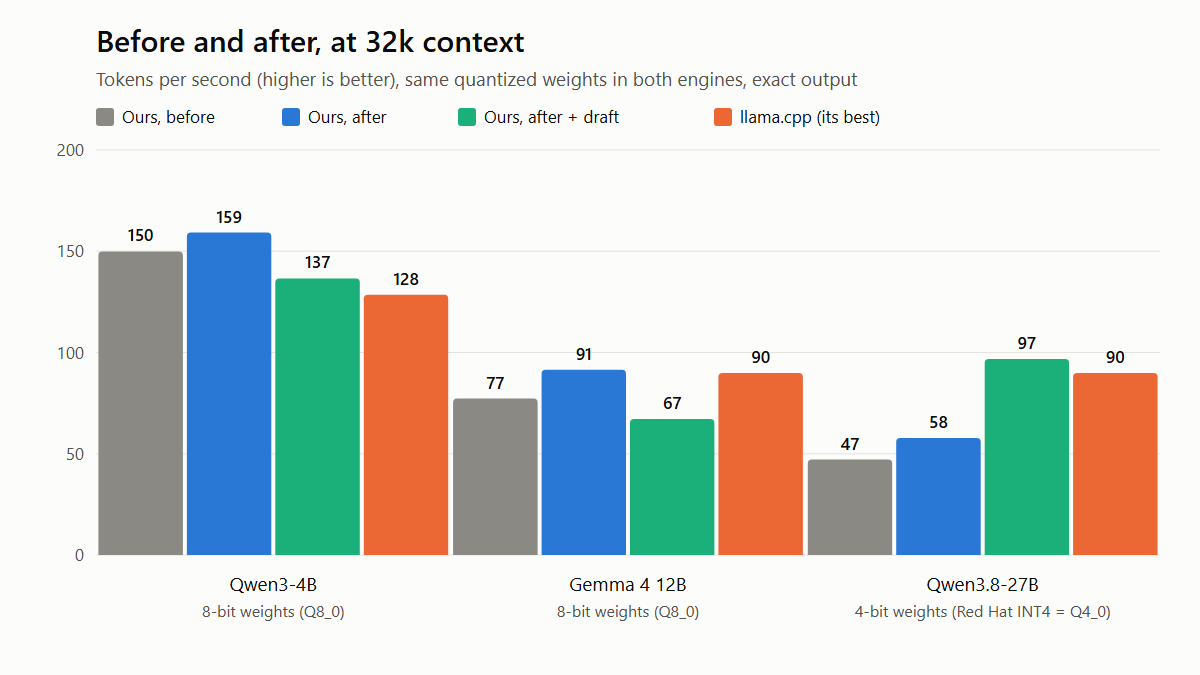 Before and after, at 32k context
Tokens per second (higher is better), same quantized weights in both engines, exact output
Ours, before
Ours, after
Ours, after + draft
llama.cpp (its best)
200
150
100
50
0
150
159
137
128
77
91
67
90
47
58
97
90
Qwen3-4B
8-bit weights (Q8_0)
Gemma 4 12B
8-bit weights (Q8_0)
Qwen3.8-27B
4-bit weights (Red Hat INT4 = Q4_0)